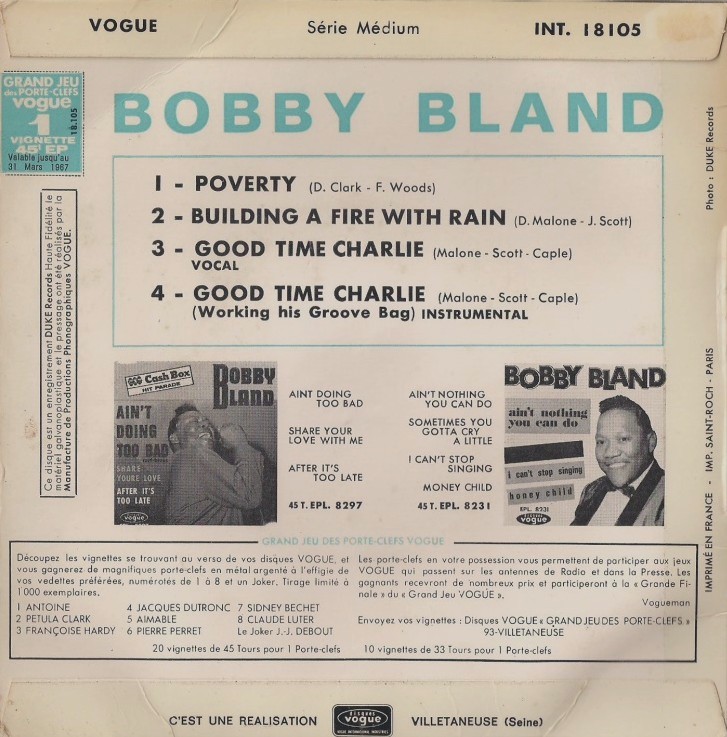 VOGUE Série Médium INT. 18105
GRAND JEU
des PORTE-CLEFS
vogue
1
VIGNETTE
45t EP
18.105
Valable jusqu'au
31 Mars 1967
BOBBY BLAND
Photo : DUKE Records
1 - POVERTY (D. Clark - F. Woods)
2 - BUILDING A FIRE WITH RAIN (D. Malone - J. Scott)
3 - GOOD TIME CHARLIE (Malone - Scott - Caple)
VOCAL
4 - GOOD TIME CHARLIE (Malone - Scott - Caple)
(Working his Groove Bag) INSTRUMENTAL
Ce disque est un enregistrement DUKE Records Haute Fidélité le
matériel galvanoplastique et le pressage ont été réalisés par la
Manufacture de Productions Phonographiques VOGUE.
Cash Box
HIT PARADE
BOBBY
BLAND
AIN'T
DOING
TOO BAD
SHARE
YOURE LOVE
AFTER IT'S
TOO LATE
vogue
AINT DOING
TOO BAD
SHARE YOUR
LOVE WITH ME
AFTER IT'S
TOO LATE
45 T. EPL. 8297
AIN'T NOTHING
YOU CAN DO
SOMETIMES YOU
GOTTA CRY
A LITTLE
I CAN'T STOP
SINGING
MONEY CHILD
45 T. EPL. 8231
BOBBY BLAND
ain't nothing
you can do
i can't stop singing
honey child
EPL. 8231
vogue
IMPRIMÉ EN FRANCE - IMP. SAINT-ROCH - PARIS
GRAND JEU DES PORTE-CLEFS VOGUE
Découpez les vignettes se trouvant au verso de vos disques VOGUE, et
vous gagnerez de magnifiques porte-clefs en métal argenté à l'effigie de
vos vedettes préférées, numérotés de 1 à 8 et un Joker. Tirage limité à
1 000 exemplaires.
1 ANTOINE 4 JACQUES DUTRONC 7 SIDNEY BECHET
2 PETULA CLARK 5 AIMABLE 8 CLAUDE LUTER
3 FRANÇOISE HARDY 6 PIERRE PERRET Le Joker J.-J. DEBOUT
Les porte-clefs en votre possession vous permettent de participer aux jeux
VOGUE qui passent sur les antennes de Radio et dans la Presse. Les
gagnants recevront de nombreux prix et participeront à la « Grande Fi-
nale » du « Grand Jeu VOGUE ».
Vogueman
Envoyez vos vignettes : Disques VOGUE « GRAND JEU DES PORTE-CLEFS »
93-VILLETANEUSE
20 vignettes de 45 Tours pour 1 Porte-clefs 10 vignettes de 33 Tours pour 1 Porte-clefs
C'EST UNE REALISATION disques vogue VILLETANEUSE (Seine)